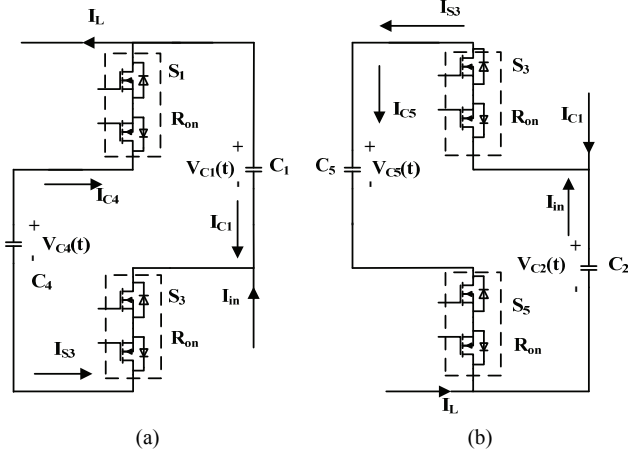 I_L
S_1
R_on
+
V_C1(t)
-
C_1
I_C4
I_C1
+
V_C4(t)
-
C_4
S_3
I_in
R_on
I_S3
(a)
I_S3
S_3
I_C5
R_on
I_C1
+
C_5
V_C5(t)
-
I_in
+
V_C2(t)
-
C_2
S_5
R_on
I_L
(b)